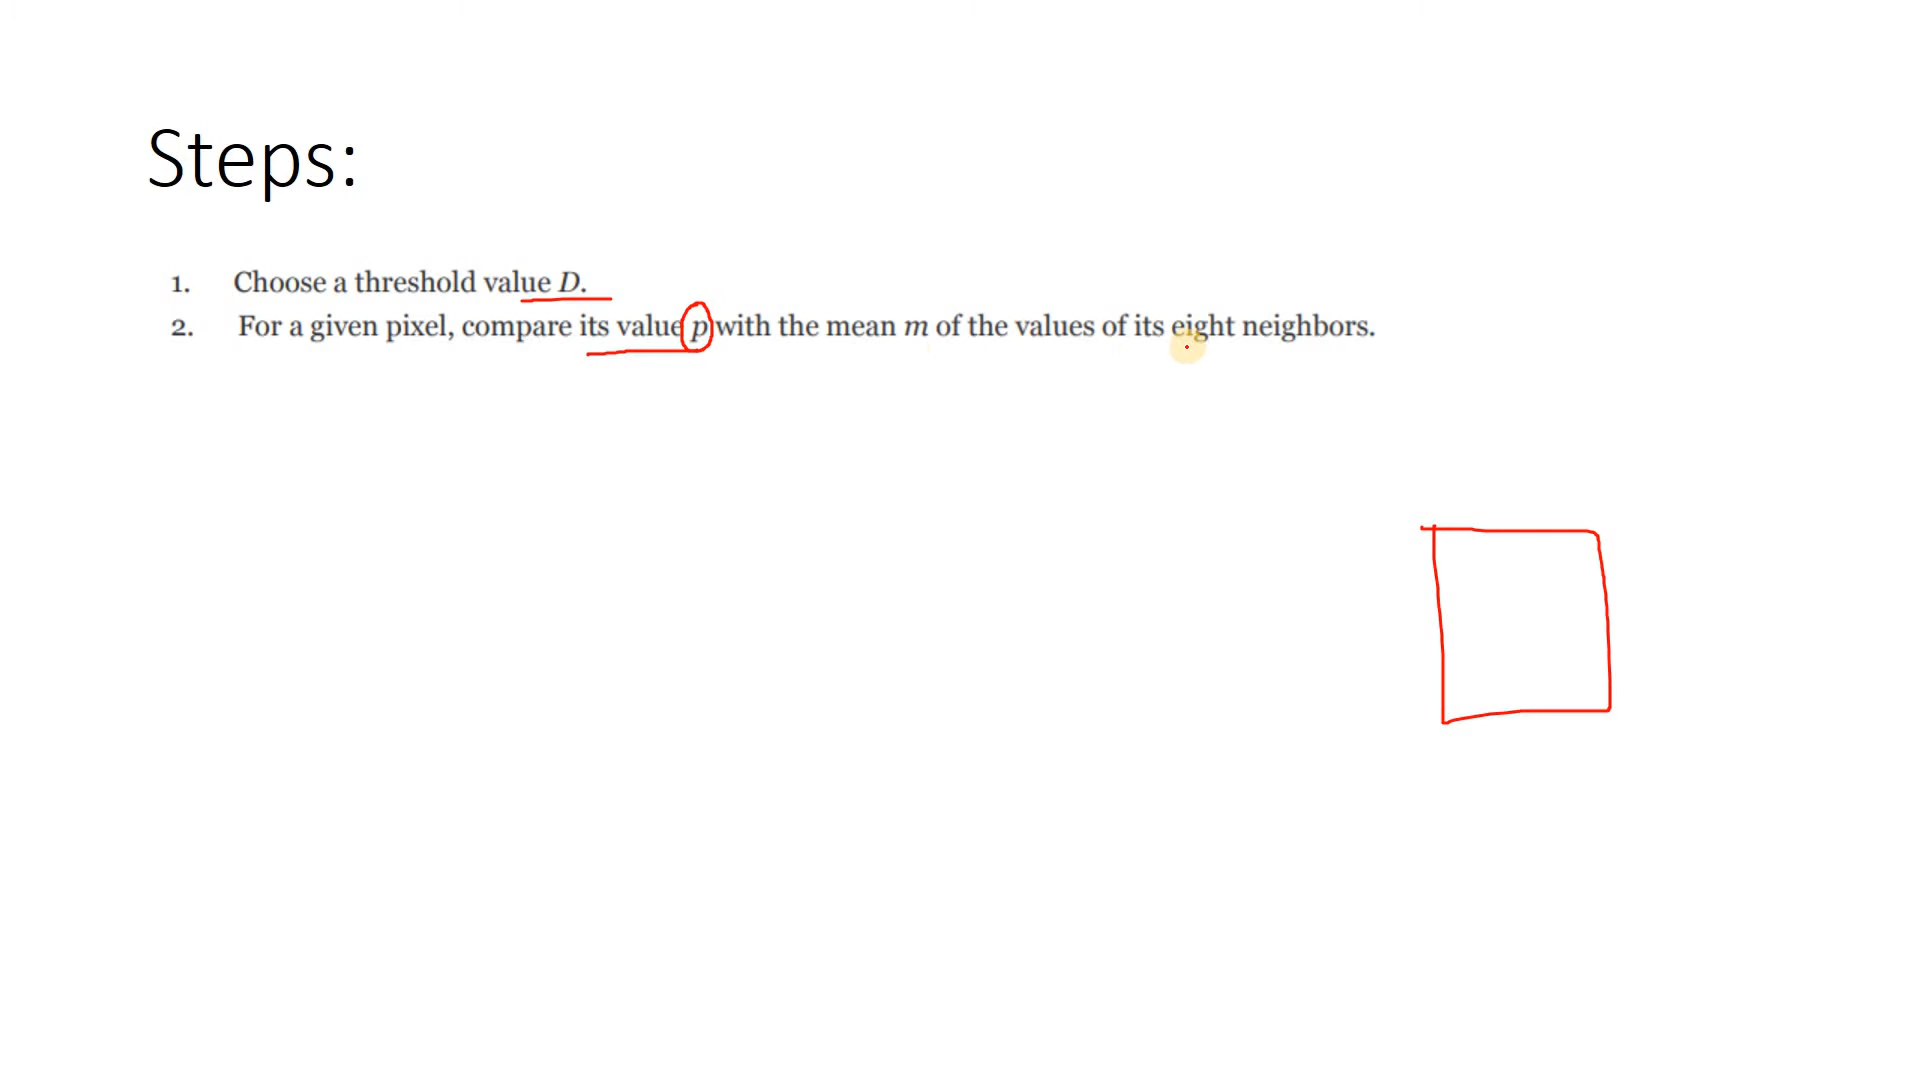 Steps:
1. Choose a threshold value D.
2. For a given pixel, compare its value p with the mean m of the values of its eight neighbors.